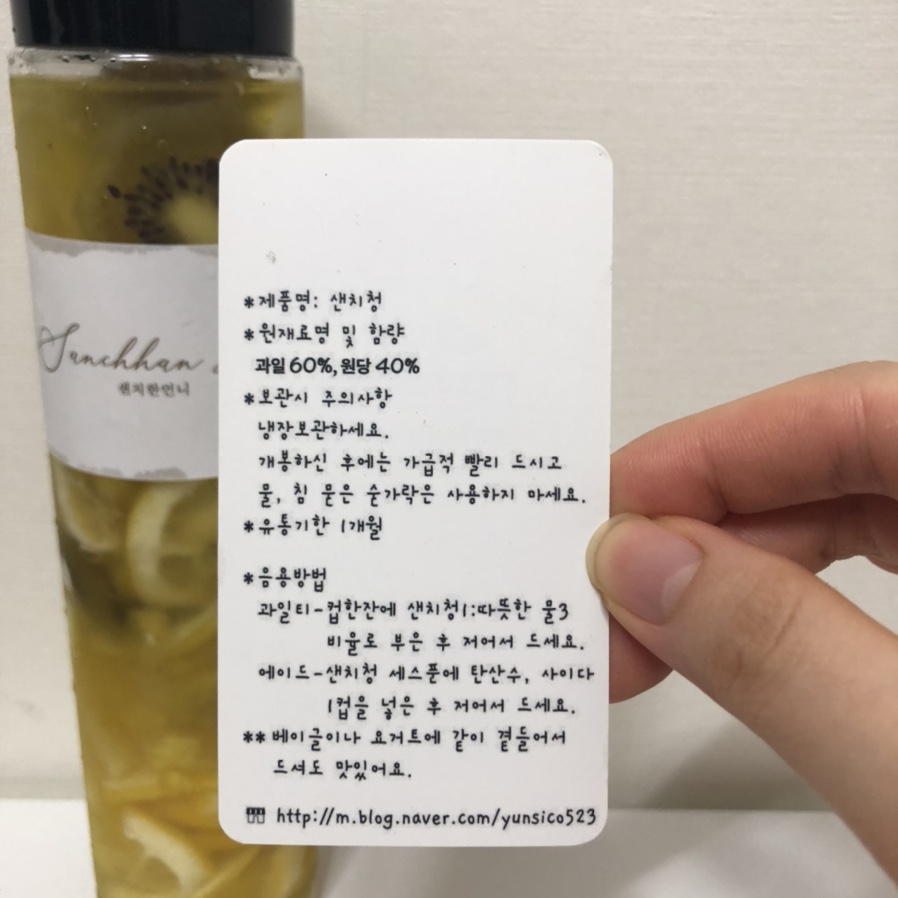 Sunchhan
샌치한언니
*제품명: 샌치청
*원재료명 및 함량
과일 60%, 원당 40%
*보관시 주의사항
냉장보관하세요.
개봉하신 후에는 가급적 빨리 드시고
물, 침 묻은 숟가락은 사용하지 마세요.
*유통기한 1개월
*음용방법
과일티-컵한잔에 샌치청1:따뜻한 물3
비율로 부은 후 저어서 드세요.
에이드-샌치청 세스푼에 탄산수, 사이다
1컵을 넣은 후 저어서 드세요.
**베이글이나 요거트에 같이 곁들어서
드셔도 맛있어요.
http://m.blog.naver.com/yunsico523